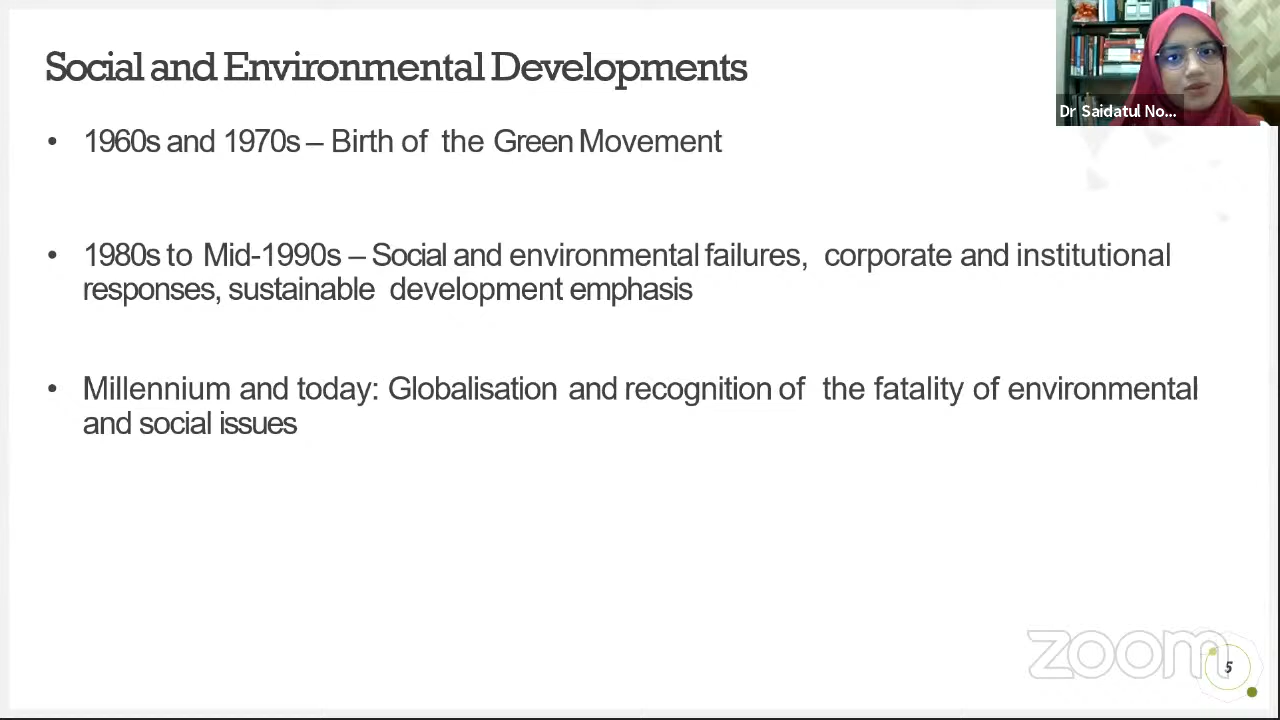 Social and Environmental Developments
Dr Saidatul No...
• 1960s and 1970s – Birth of the Green Movement
• 1980s to Mid-1990s – Social and environmental failures, corporate and institutional
responses, sustainable development emphasis
• Millennium and today: Globalisation and recognition of the fatality of environmental
and social issues
zoom
5